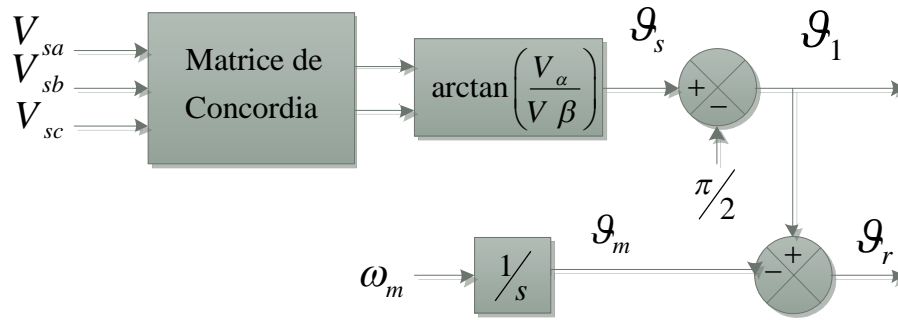 V_sa
V_sb
V_sc
Matrice de
Concordia
arctan(V_α / V β)
ϑ_s
+
−
π/2
ϑ_1
ω_m
1/s
ϑ_m
+
−
ϑ_r